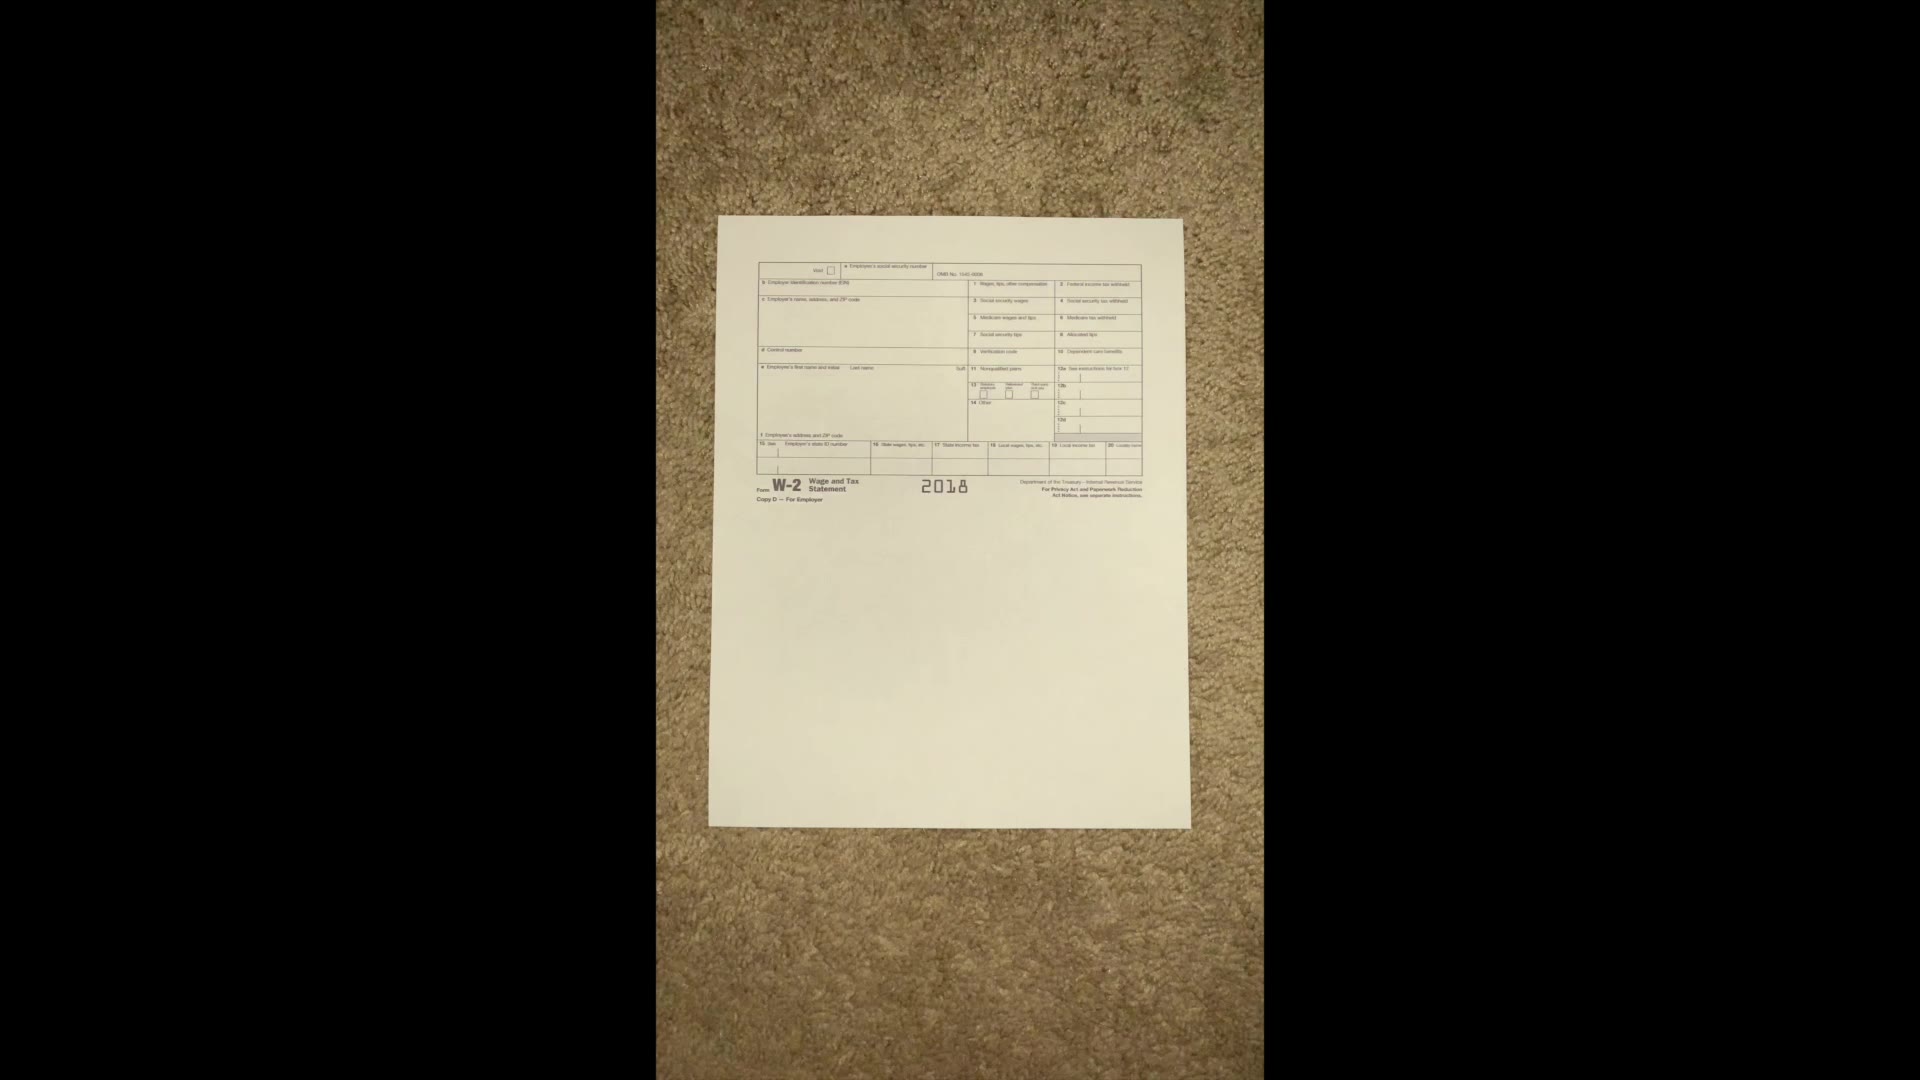 Void
a Employee's social security number
OMB No. 1545-0008
b Employer identification number (EIN)
1 Wages, tips, other compensation
2 Federal income tax withheld
c Employer's name, address, and ZIP code
3 Social security wages
4 Social security tax withheld
5 Medicare wages and tips
6 Medicare tax withheld
7 Social security tips
8 Allocated tips
d Control number
9 Verification code
10 Dependent care benefits
e Employee's first name and initial Last name Suff.
11 Nonqualified plans
12a See instructions for box 12
13 Statutory employee Retirement plan Third-party sick pay
12b
14 Other
12c
12d
f Employee's address and ZIP code
15 State Employer's state ID number
16 State wages, tips, etc.
17 State income tax
18 Local wages, tips, etc.
19 Local income tax
20 Locality name
Form W-2 Wage and Tax Statement
2018
Department of the Treasury - Internal Revenue Service
For Privacy Act and Paperwork Reduction
Act Notice, see separate instructions.
Copy D — For Employer